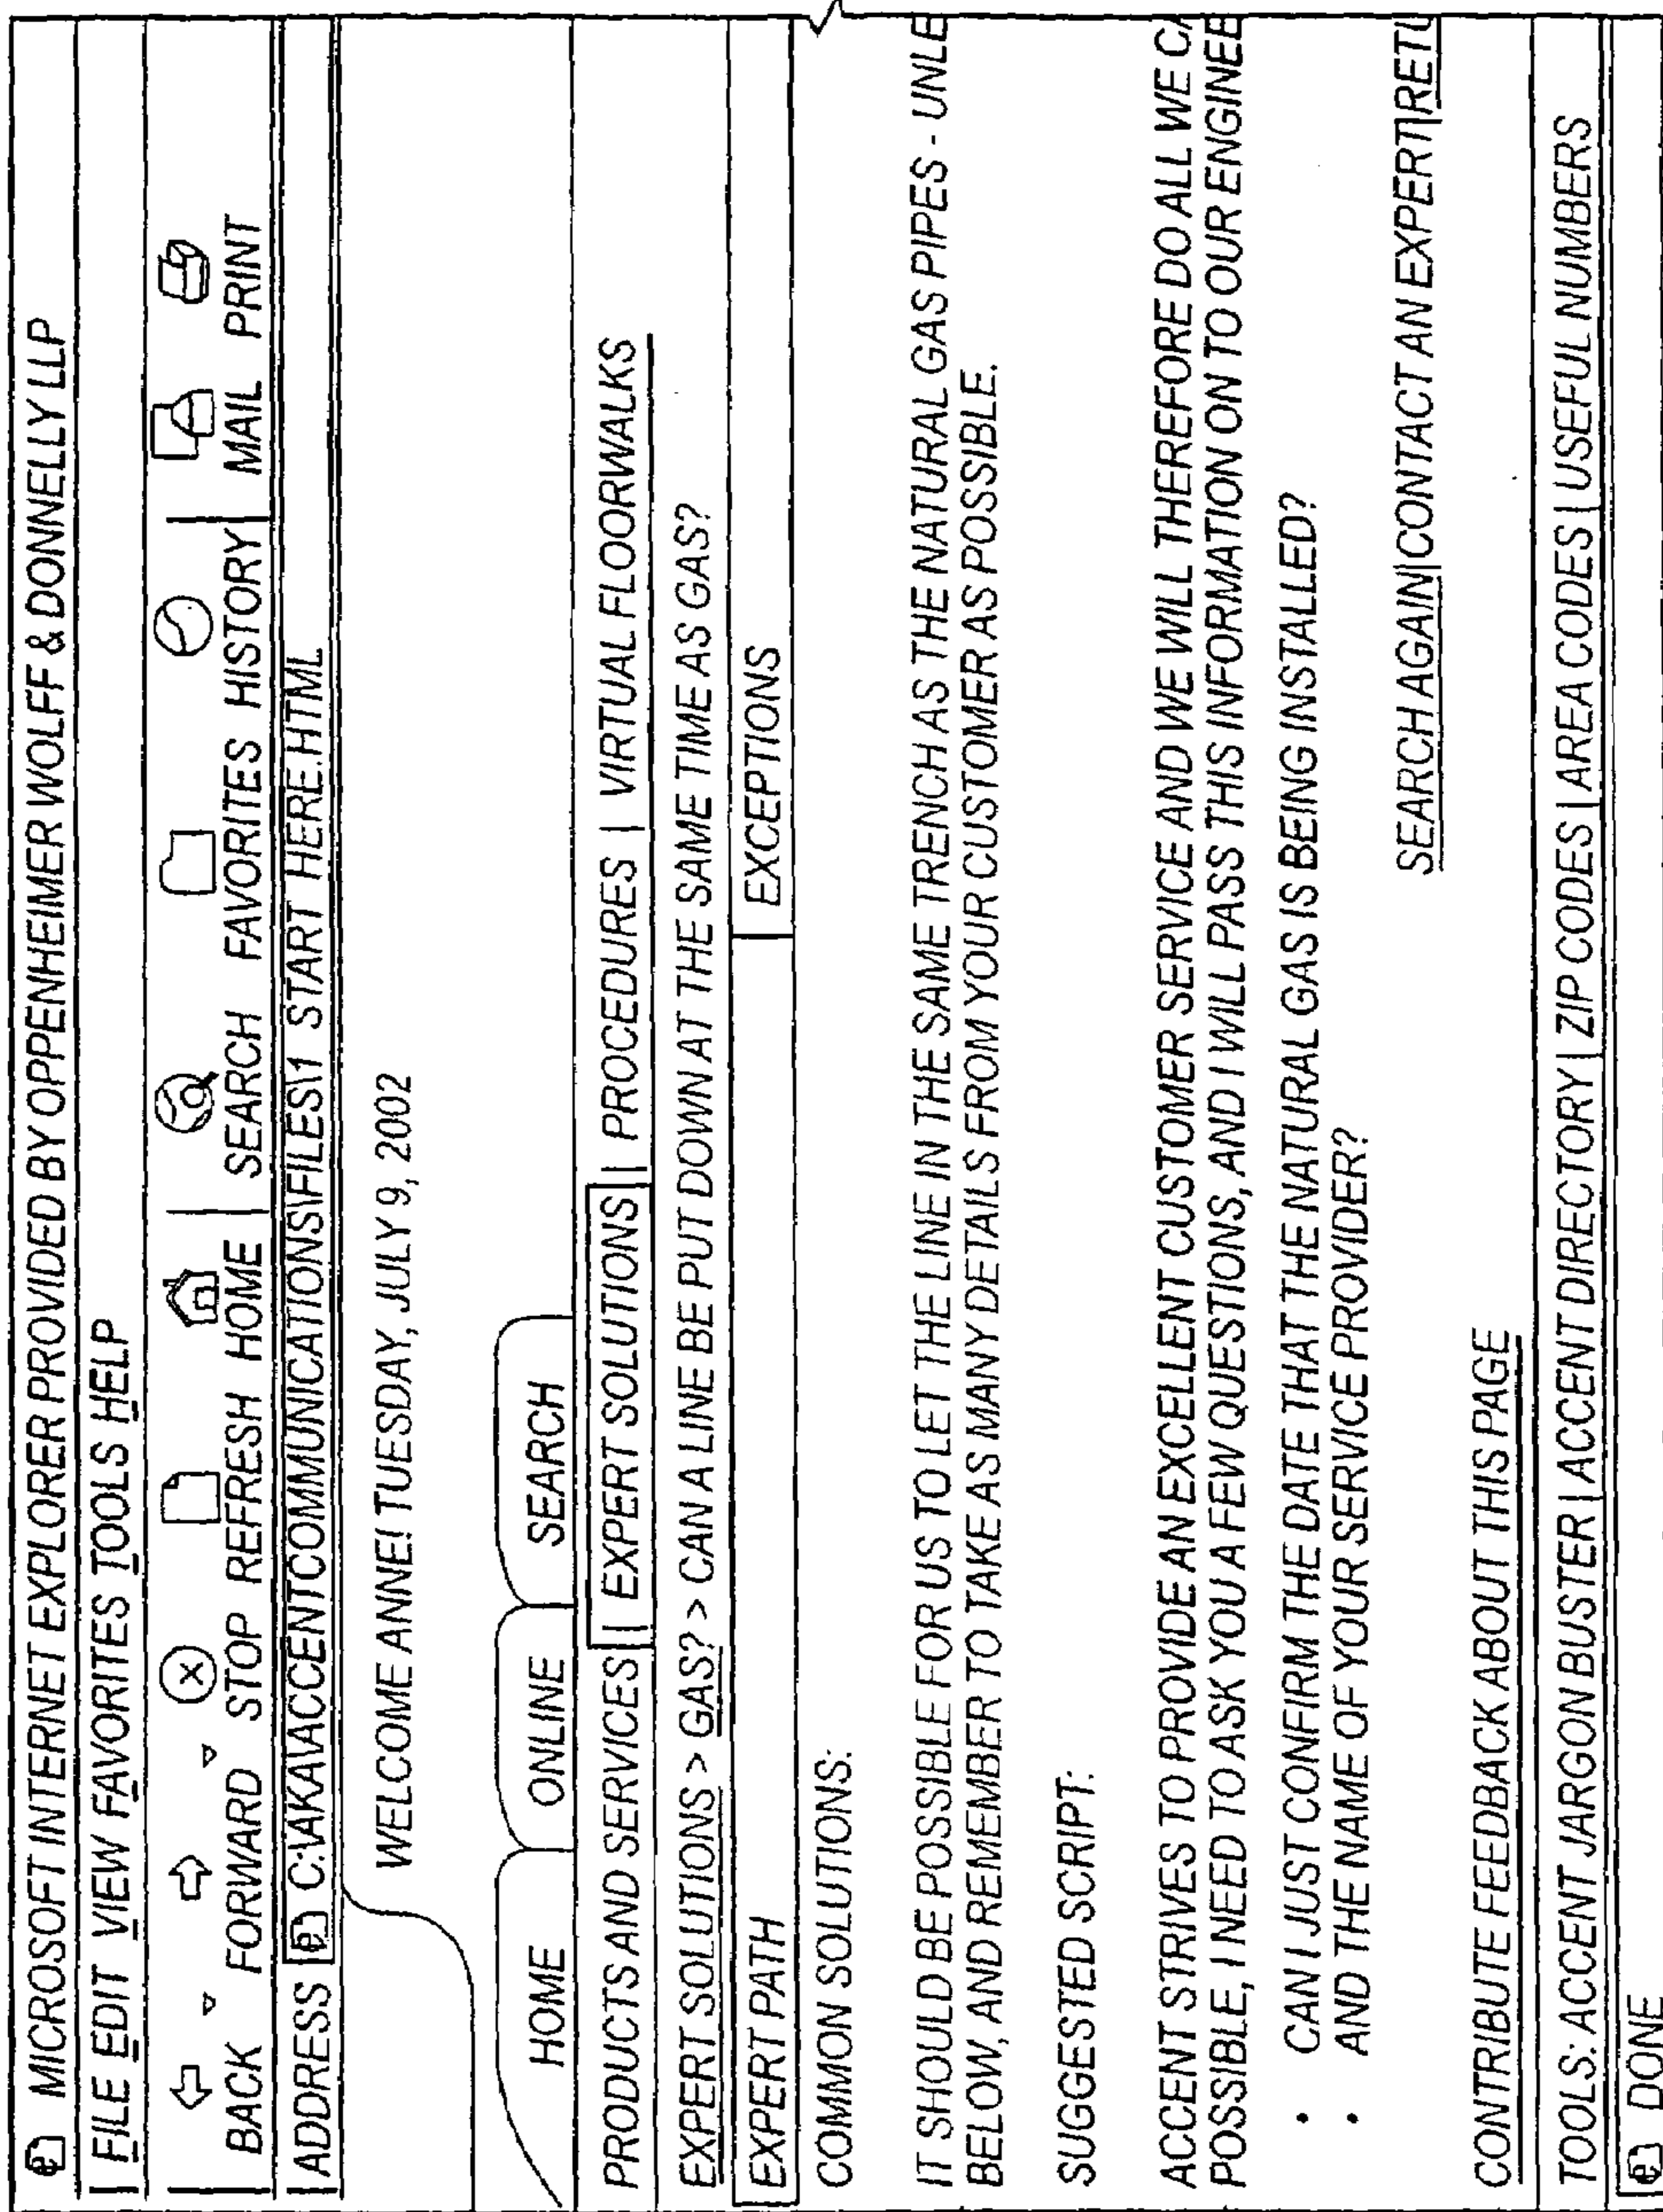 MICROSOFT INTERNET EXPLORER PROVIDED BY OPPENHEIMER WOLFF & DONNELLY LLP
FILE EDIT VIEW FAVORITES TOOLS HELP
BACK FORWARD STOP REFRESH HOME | SEARCH FAVORITES HISTORY | MAIL PRINT
ADDRESS C:\AKA\ACCENTCOMMUNICATIONS\FILES\1 START HERE.HTML
WELCOME ANNE! TUESDAY, JULY 9, 2002
HOME ONLINE SEARCH
PRODUCTS AND SERVICES | | EXPERT SOLUTIONS | | PROCEDURES | VIRTUAL FLOORWALKS
EXPERT SOLUTIONS > GAS? > CAN A LINE BE PUT DOWN AT THE SAME TIME AS GAS?
EXPERT PATH EXCEPTIONS
COMMON SOLUTIONS:
IT SHOULD BE POSSIBLE FOR US TO LET THE LINE IN THE SAME TRENCH AS THE NATURAL GAS PIPES - UNLE
BELOW, AND REMEMBER TO TAKE AS MANY DETAILS FROM YOUR CUSTOMER AS POSSIBLE.
SUGGESTED SCRIPT:
ACCENT STRIVES TO PROVIDE AN EXCELLENT CUSTOMER SERVICE AND WE WILL THEREFORE DO ALL WE CA
POSSIBLE, I NEED TO ASK YOU A FEW QUESTIONS, AND I WILL PASS THIS INFORMATION ON TO OUR ENGINEE
• CAN I JUST CONFIRM THE DATE THAT THE NATURAL GAS IS BEING INSTALLED?
• AND THE NAME OF YOUR SERVICE PROVIDER?
SEARCH AGAIN|CONTACT AN EXPERT|RETU
CONTRIBUTE FEEDBACK ABOUT THIS PAGE
TOOLS: ACCENT JARGON BUSTER | ACCENT DIRECTORY | ZIP CODES | AREA CODES | USEFUL NUMBERS
DONE